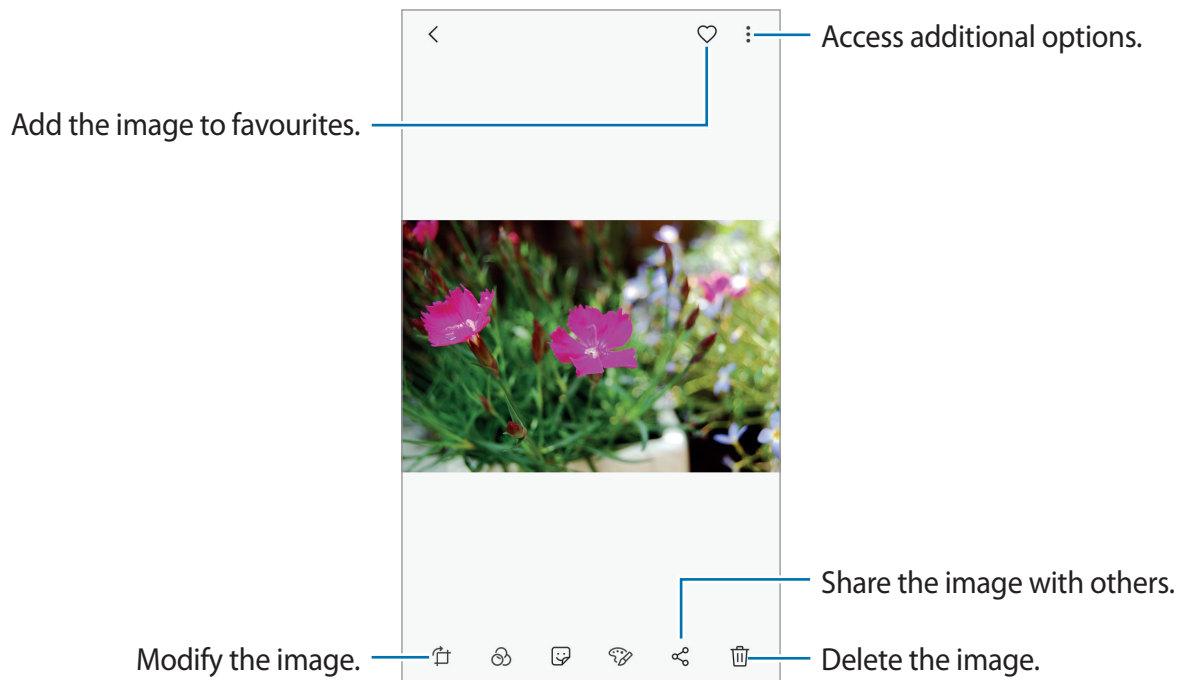 Access additional options.
Add the image to favourites.
Share the image with others.
Modify the image.
Delete the image.